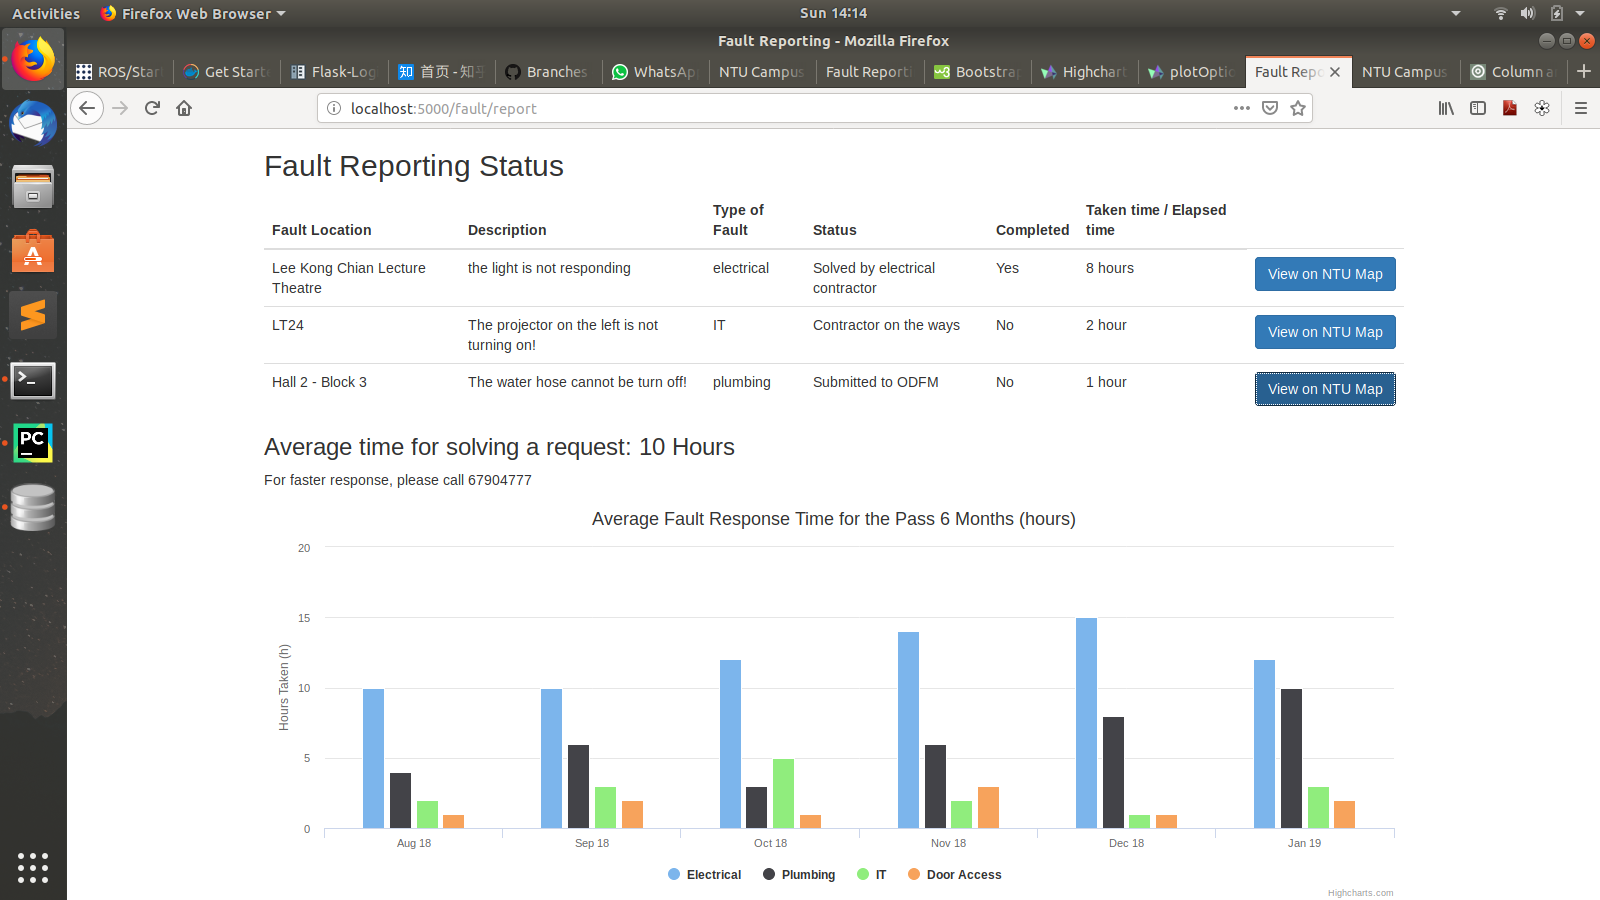 Activities
Firefox Web Browser
Sun 14:14
Fault Reporting - Mozilla Firefox
ROS/Star
Get Start
Flask-Log
首页 - 知乎
Branches
WhatsAp
NTU Campus
Fault Report
Bootstrap
Highchart
plotOptio
Fault Repo
NTU Campus
Column a
localhost:5000/fault/report
Fault Reporting Status
Fault Location Description Type of Fault Status Completed Taken time / Elapsed time
Lee Kong Chian Lecture Theatre the light is not responding electrical Solved by electrical contractor Yes 8 hours View on NTU Map
LT24 The projector on the left is not turning on! IT Contractor on the ways No 2 hour View on NTU Map
Hall 2 - Block 3 The water hose cannot be turn off! plumbing Submitted to ODFM No 1 hour View on NTU Map
Average time for solving a request: 10 Hours
For faster response, please call 67904777
Average Fault Response Time for the Pass 6 Months (hours)
Hours Taken (h)
20
15
10
5
0
Aug 18 Sep 18 Oct 18 Nov 18 Dec 18 Jan 19
Electrical Plumbing IT Door Access
Highcharts.com
PC